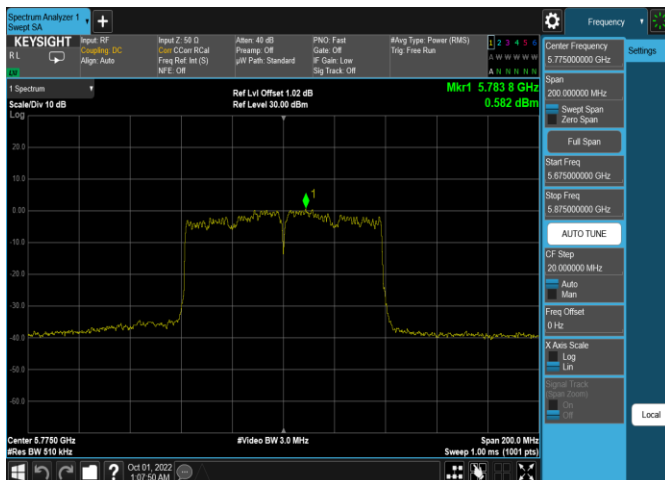 Spectrum Analyzer 1
Swept SA
+
Frequency
KEYSIGHT
R L
Input: RF
Coupling: DC
Align: Auto
Input Z: 50 Ω
Corr CCorr RCal
Freq Ref: Int (S)
NFE: Off
Atten: 40 dB
Preamp: Off
µW Path: Standard
PNO: Fast
Gate: Off
IF Gain: Low
Sig Track: Off
#Avg Type: Power (RMS)
Trig: Free Run
1 2 3 4 5 6
A W W W W W
A N N N N N
1 Spectrum
Scale/Div 10 dB
Log
Ref Lvl Offset 1.02 dB
Ref Level 30.00 dBm
Mkr1 5.783 8 GHz
0.582 dBm
20.0
10.0
0.00
-10.0
-20.0
-30.0
-40.0
-50.0
-60.0
1
Center 5.7750 GHz
#Res BW 510 kHz
#Video BW 3.0 MHz
Span 200.0 MHz
Sweep 1.00 ms (1001 pts)
Center Frequency
5.775000000 GHz
Settings
Span
200.000000 MHz
Swept Span
Zero Span
Full Span
Start Freq
5.675000000 GHz
Stop Freq
5.875000000 GHz
AUTO TUNE
CF Step
20.000000 MHz
Auto
Man
Freq Offset
0 Hz
X Axis Scale
Log
Lin
Signal Track
(Span Zoom)
On
Off
Local
?
Oct 01, 2022
1:07:50 AM